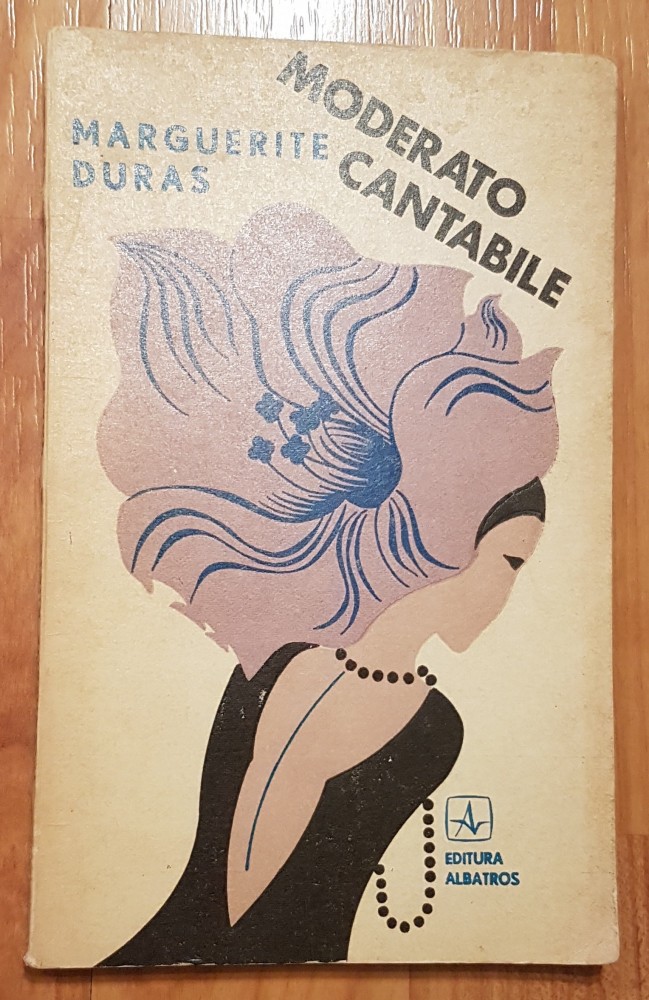 MARGUERITE
DURAS
MODERATO
CANTABILE
EDITURA
ALBATROS